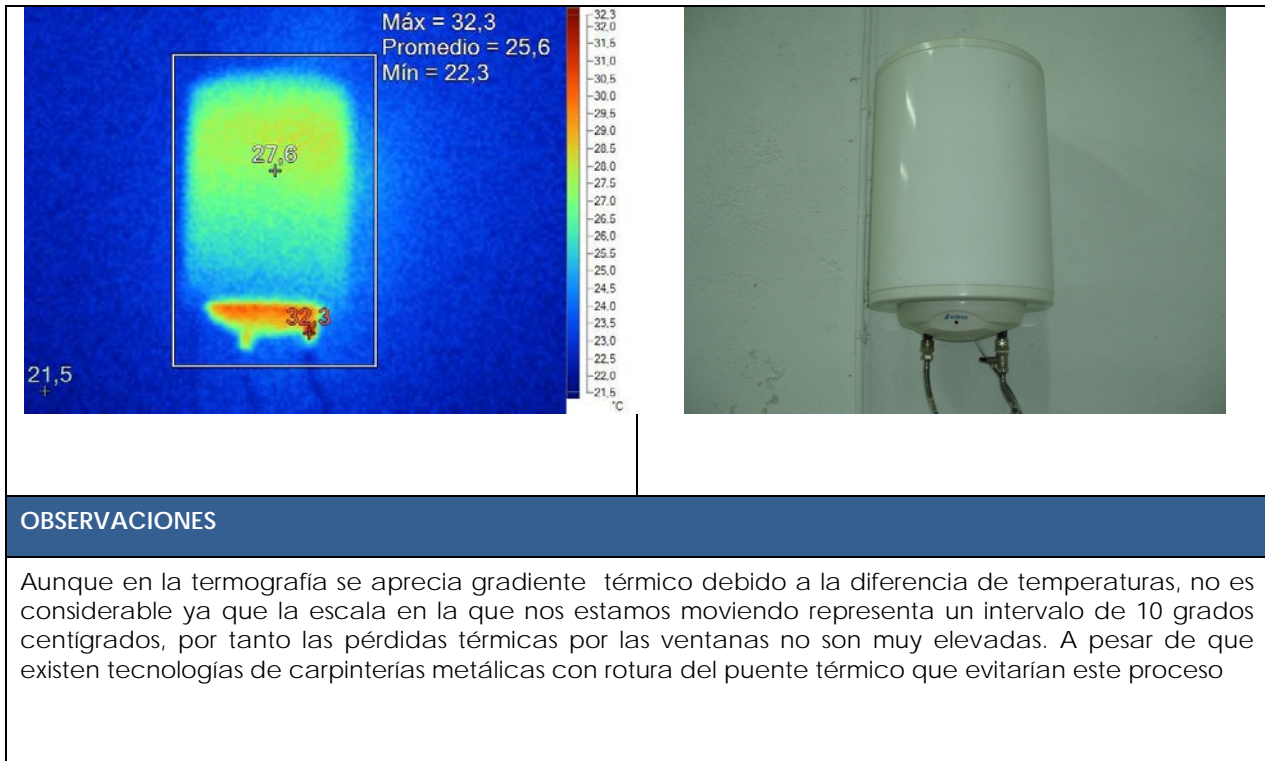 Máx = 32,3
Promedio = 25,6
Mín = 22,3
27,6
32,3
21,5
32,3
32,0
31,5
31,0
30,5
30,0
29,5
29,0
28,5
28,0
27,5
27,0
26,5
26,0
25,5
25,0
24,5
24,0
23,5
23,0
22,5
22,0
21,5
°C
OBSERVACIONES
Aunque en la termografía se aprecia gradiente térmico debido a la diferencia de temperaturas, no es
considerable ya que la escala en la que nos estamos moviendo representa un intervalo de 10 grados
centígrados, por tanto las pérdidas térmicas por las ventanas no son muy elevadas. A pesar de que
existen tecnologías de carpinterías metálicas con rotura del puente térmico que evitarían este proceso